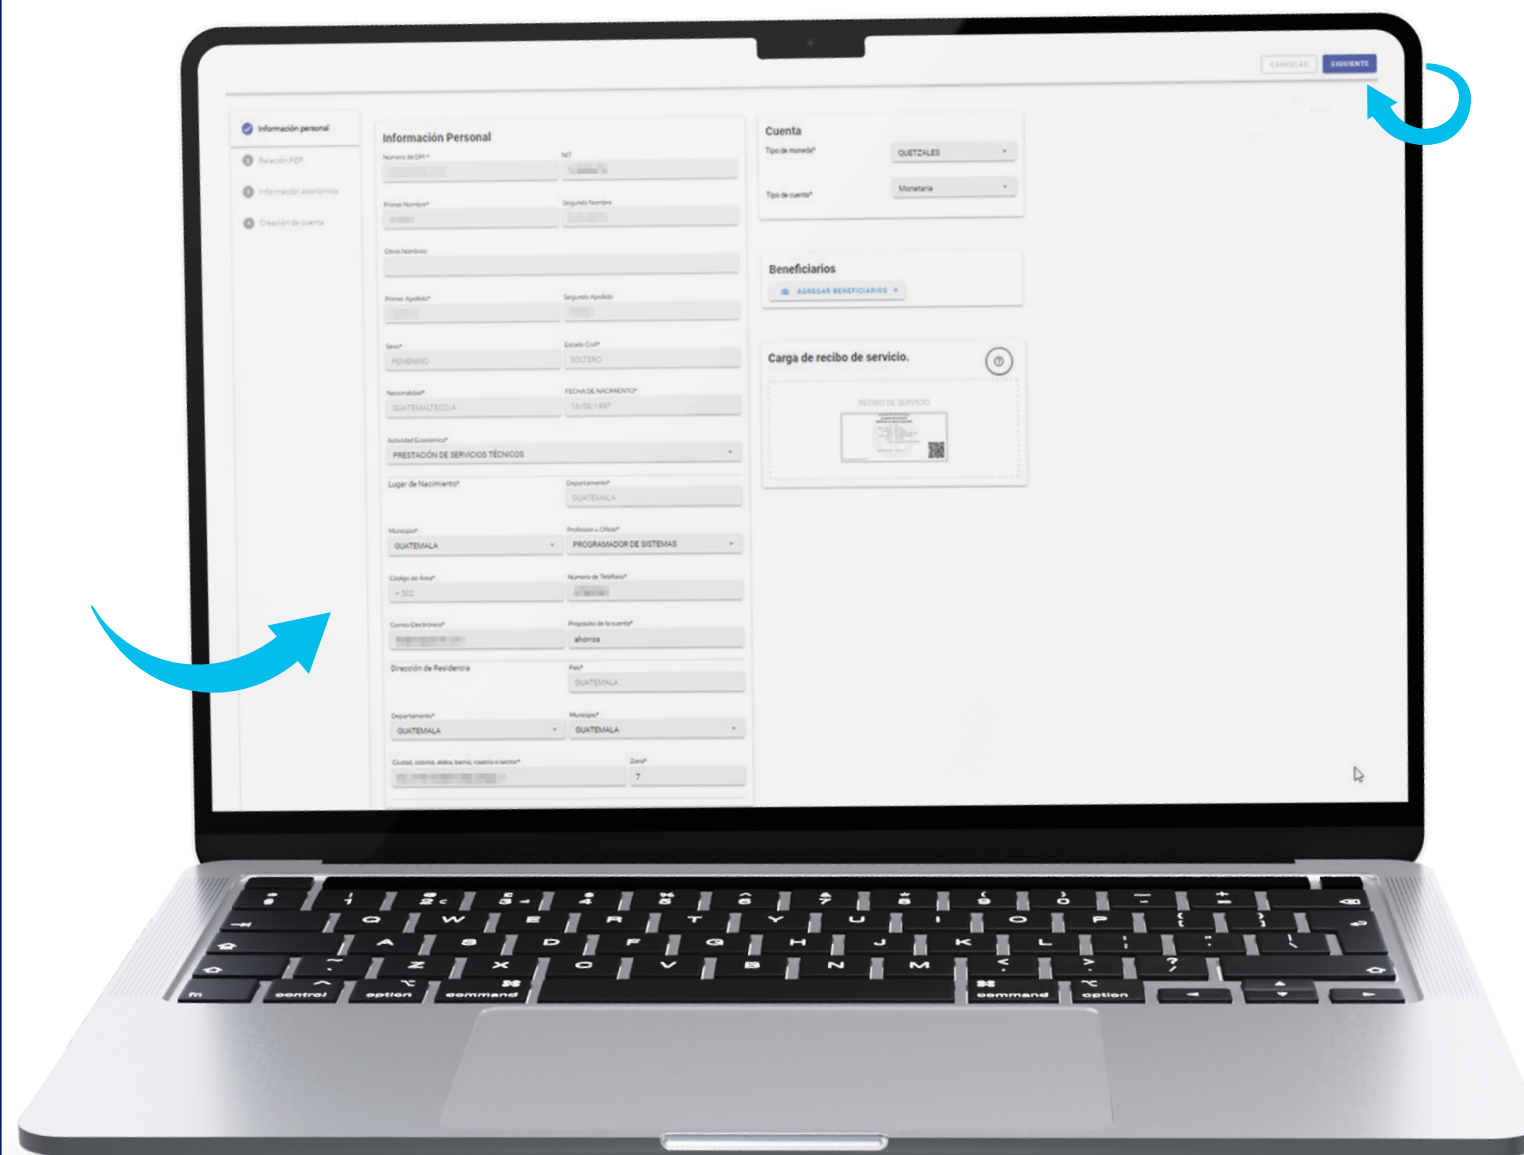 CANCELAR SIGUIENTE
Información personal
Relación PEP
Información económica
Creación de cuenta
Información Personal
Número de DPI* NIT
Primer Nombre* Segundo Nombre
Otros Nombres
Primer Apellido* Segundo Apellido
Sexo* Estado Civil*
FEMENINO SOLTERO
Nacionalidad* FECHA DE NACIMIENTO*
GUATEMALTECO/A 16/09/1997
Actividad Económica*
PRESTACIÓN DE SERVICIOS TÉCNICOS
Lugar de Nacimiento* Departamento*
GUATEMALA
Municipio* Profesión u Oficio*
GUATEMALA PROGRAMADOR DE SISTEMAS
Código de Área* Número de Teléfono*
+ 502
Correo Electrónico* Propósito de la cuenta*
ahorros
Dirección de Residencia País*
GUATEMALA
Departamento* Municipio*
GUATEMALA GUATEMALA
Ciudad, colonia, aldea, barrio, caserío o sector* Zona*
7
Cuenta
Tipo de moneda* QUETZALES
Tipo de cuenta* Monetaria
Beneficiarios
AGREGAR BENEFICIARIOS +
Carga de recibo de servicio.
RECIBO DE SERVICIO
Q W E R T Y U I O P
A S D F G H J K L
Z X C V B N M
fn control option command command option